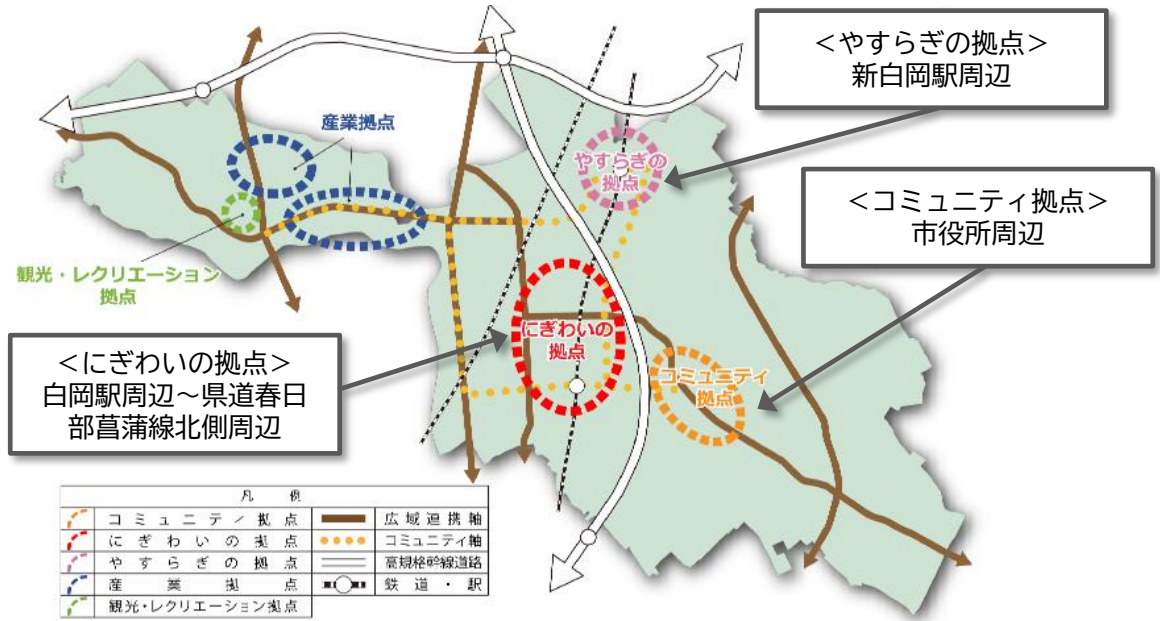 <やすらぎの拠点>
新白岡駅周辺
産業拠点
やすらぎの
拠点
<コミュニティ拠点>
市役所周辺
観光・レクリエーション
拠点
にぎわいの
拠点
<にぎわいの拠点>
白岡駅周辺~県道春日
部菖蒲線北側周辺
コミュニティ
拠点
凡例
コミュニティ拠点 広域連携軸
にぎわいの拠点 コミュニティ軸
やすらぎの拠点 高規格幹線道路
産業拠点 鉄道・駅
観光・レクリエーション拠点